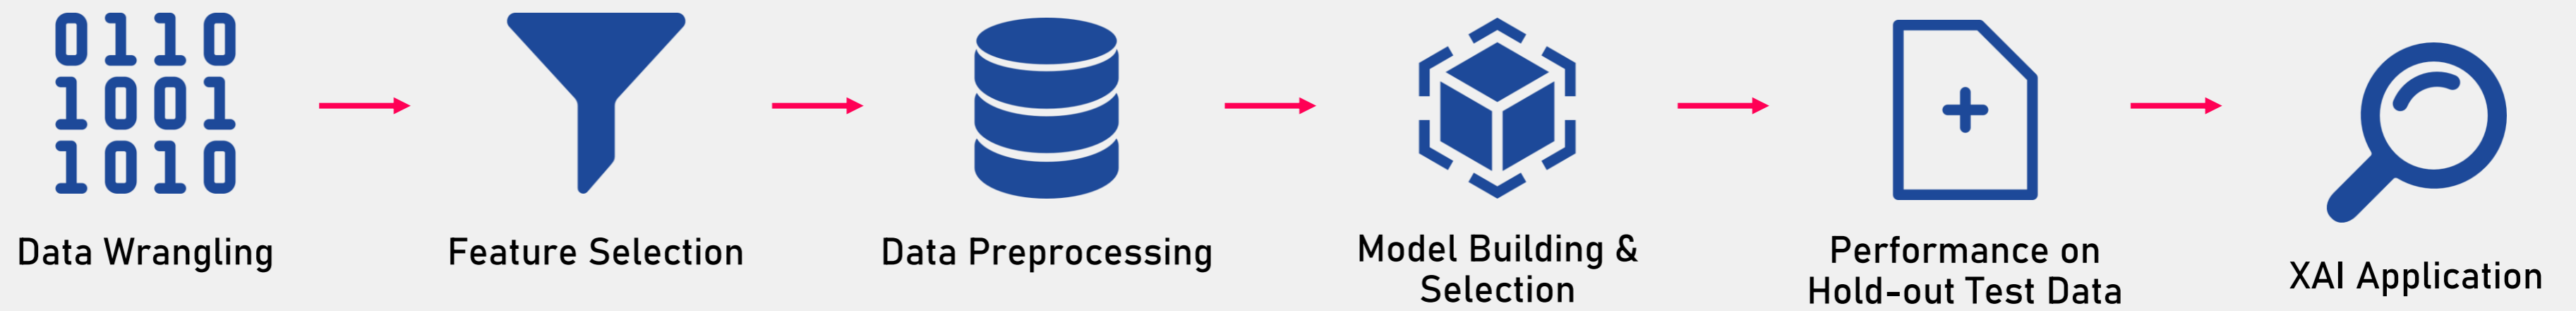 0110
1001
1010
Data Wrangling
Feature Selection
Data Preprocessing
Model Building &
Selection
Performance on
Hold-out Test Data
XAI Application